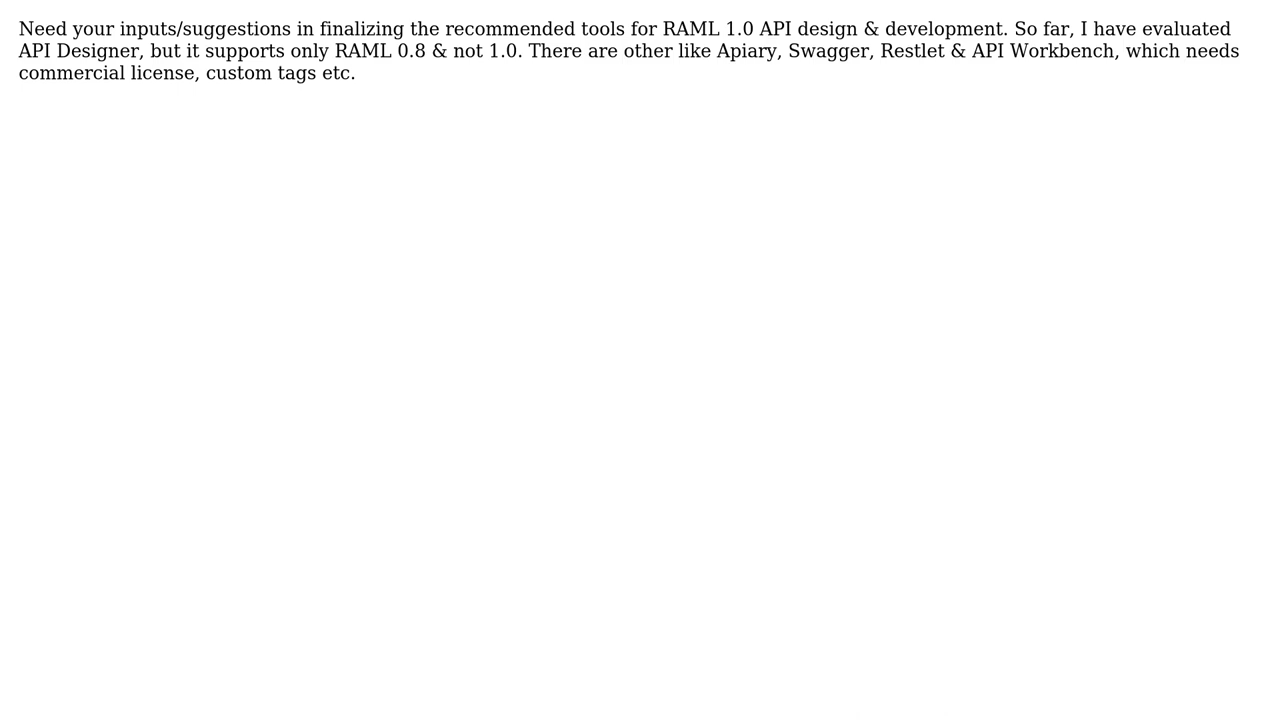 Need your inputs/suggestions in finalizing the recommended tools for RAML 1.0 API design & development. So far, I have evaluated
API Designer, but it supports only RAML 0.8 & not 1.0. There are other like Apiary, Swagger, Restlet & API Workbench, which needs
commercial license, custom tags etc.